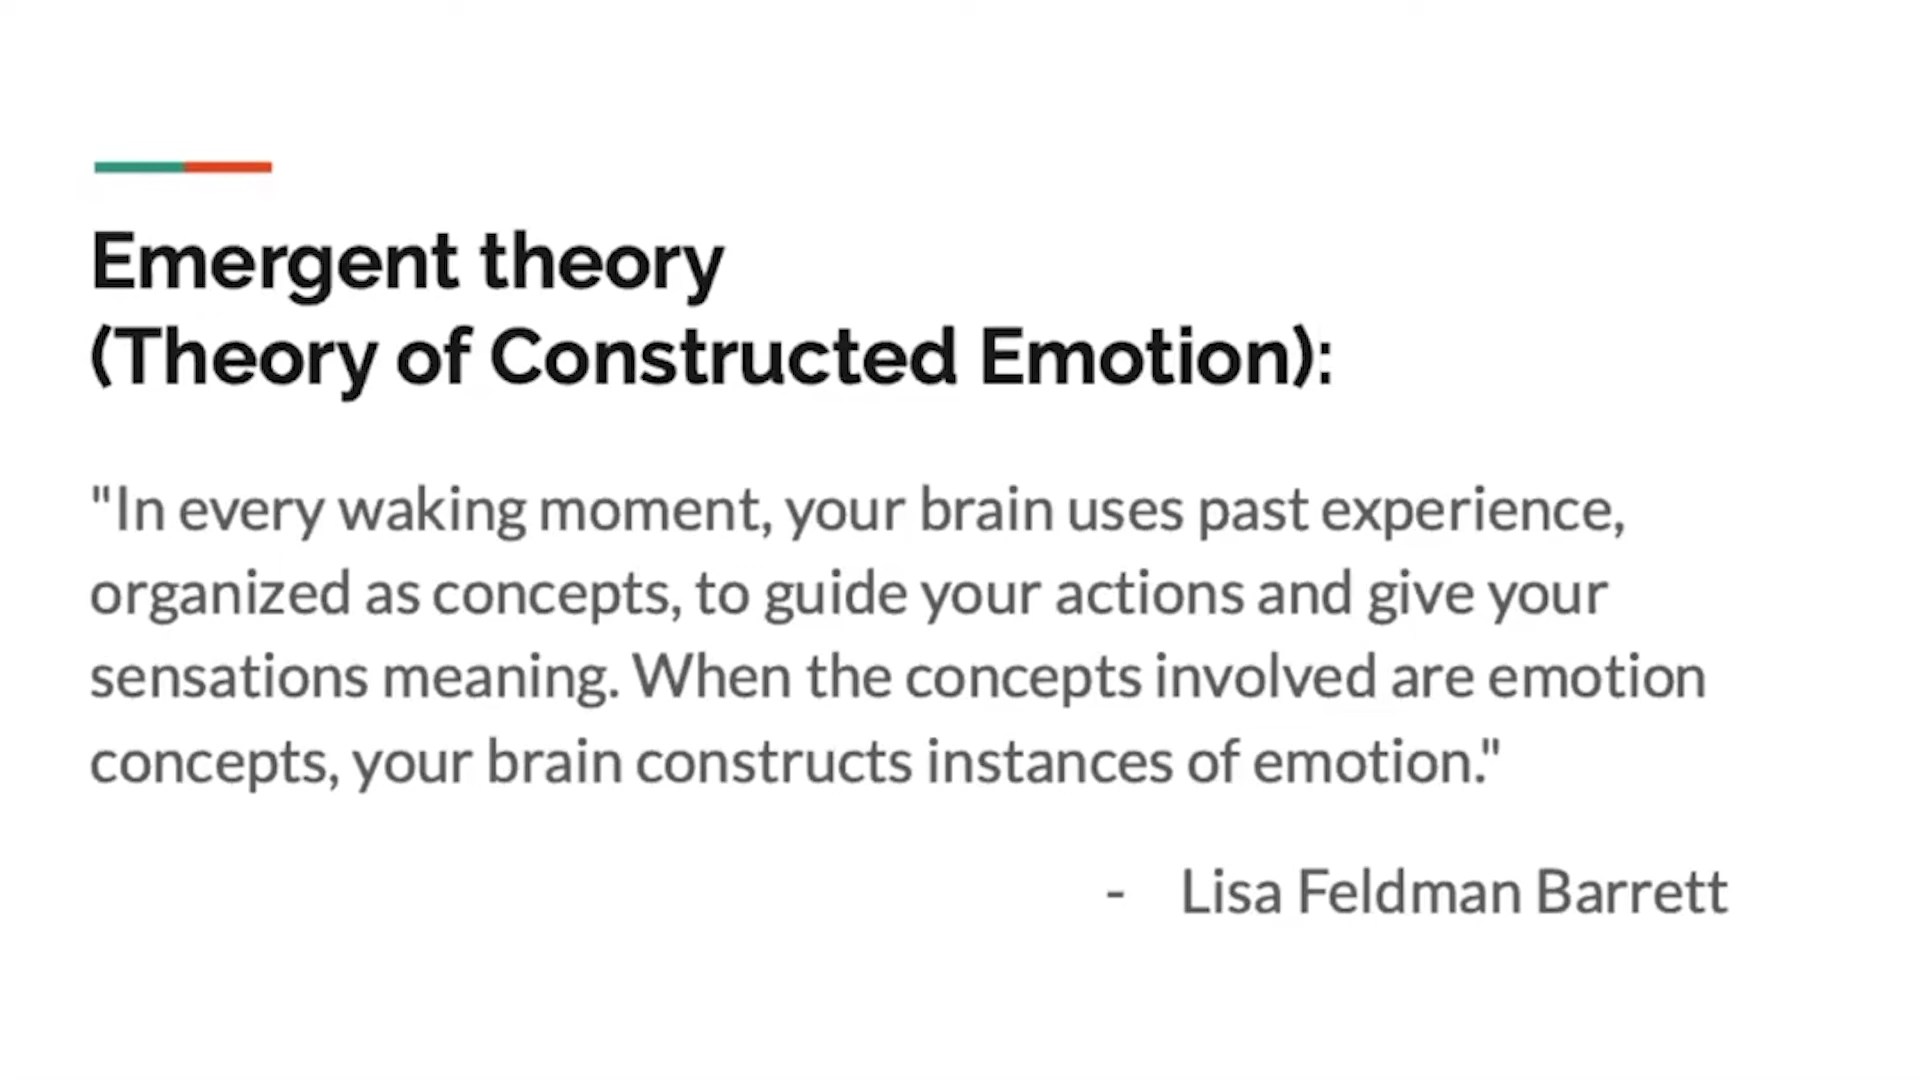 Emergent theory
(Theory of Constructed Emotion):
"In every waking moment, your brain uses past experience,
organized as concepts, to guide your actions and give your
sensations meaning. When the concepts involved are emotion
concepts, your brain constructs instances of emotion."
- Lisa Feldman Barrett